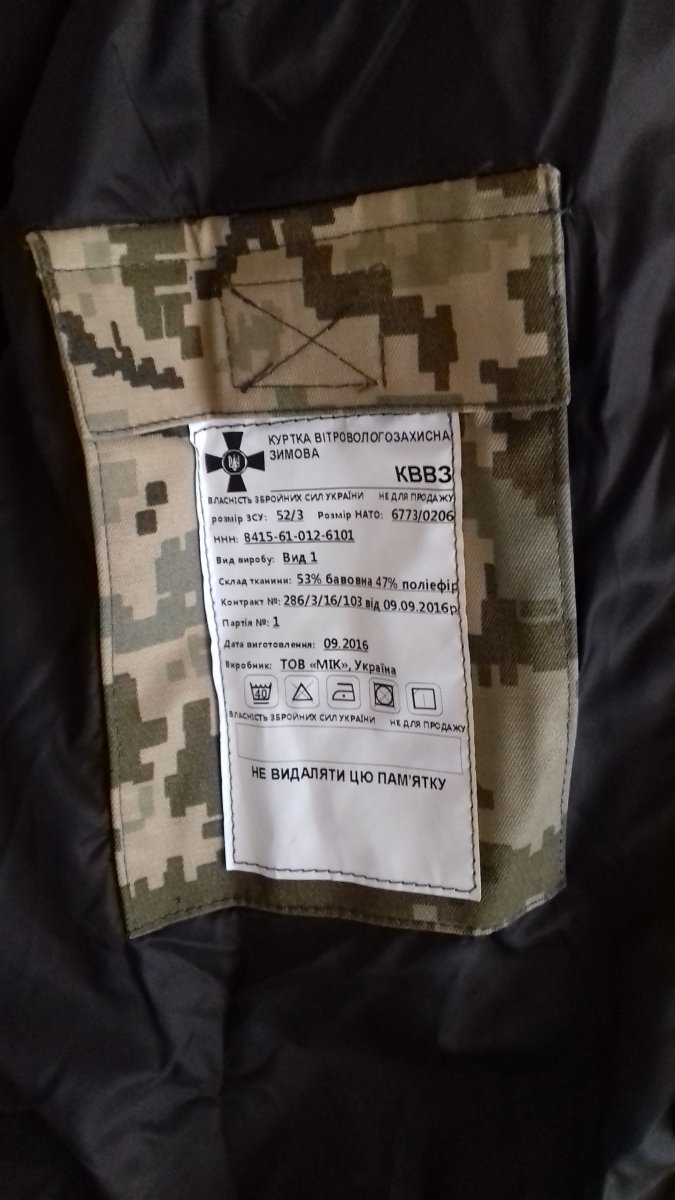 КУРТКА ВІТРОВОЛОГОЗАХИСНА
ЗИМОВА
КВВЗ
ВЛАСНІСТЬ ЗБРОЙНИХ СИЛ УКРАЇНИ НЕ ДЛЯ ПРОДАЖУ
розмір ЗСУ: 52/3 Розмір НАТО: 6773/0206
ННН: 8415-61-012-6101
Вид виробу: Вид 1
Склад тканини: 53% бавовна 47% поліефір
Контракт №: 286/3/16/103 від 09.09.2016р
Партія №: 1
Дата виготовлення: 09.2016
Виробник: ТОВ «МІК», Україна
40
ВЛАСНІСТЬ ЗБРОЙНИХ СИЛ УКРАЇНИ НЕ ДЛЯ ПРОДАЖУ
НЕ ВИДАЛЯТИ ЦЮ ПАМ'ЯТКУ